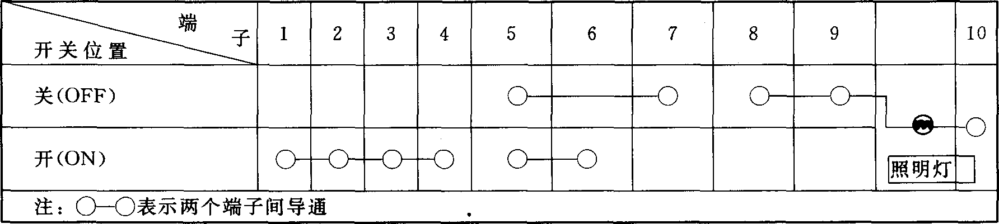 端子 1 2 3 4 5 6 7 8 9 10
开关位置
关(OFF)
开(ON)
照明灯
注：○—○表示两个端子间导通